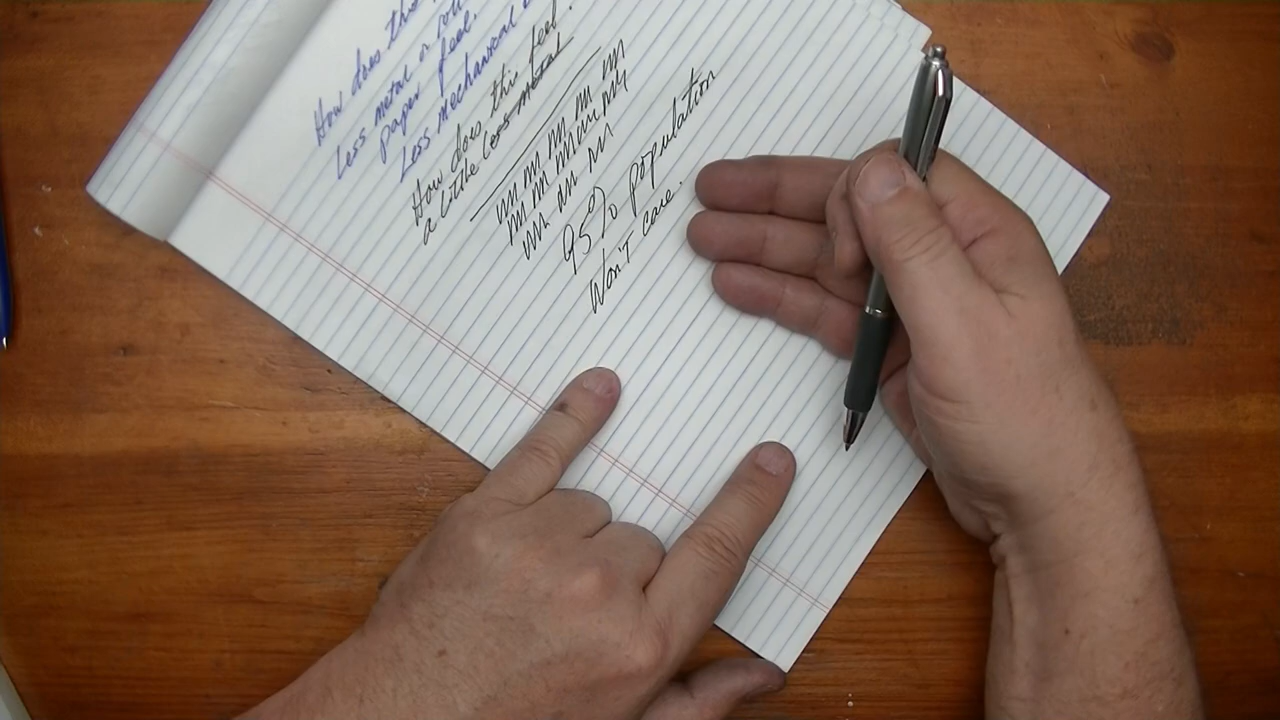 How does this
Less metal or
paper feel.
Less mechanical
How does this feel.
a little less metal
95% population
Won't care.